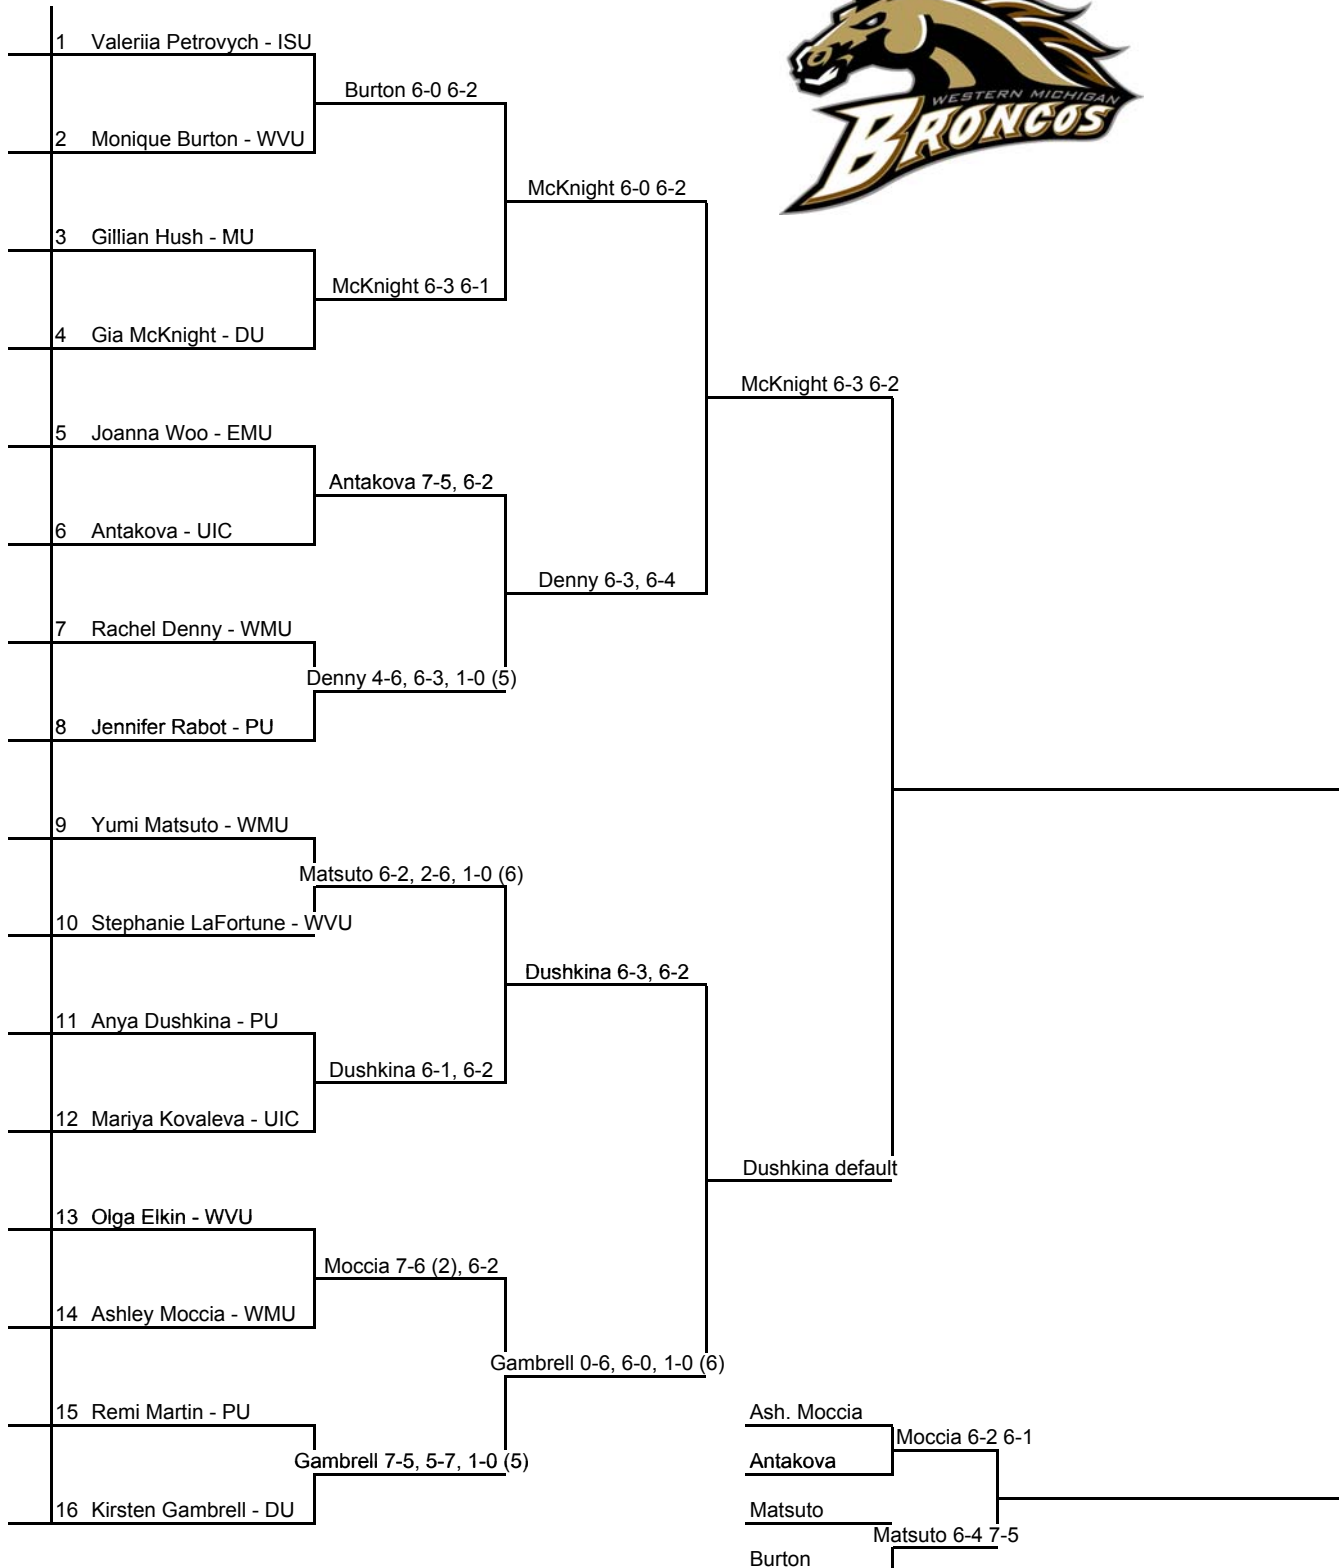 WESTERN MICHIGAN
BRONCOS
1 Valeriia Petrovych - ISU
Burton 6-0 6-2
2 Monique Burton - WVU
McKnight 6-0 6-2
3 Gillian Hush - MU
McKnight 6-3 6-1
4 Gia McKnight - DU
McKnight 6-3 6-2
5 Joanna Woo - EMU
Antakova 7-5, 6-2
6 Antakova - UIC
Denny 6-3, 6-4
7 Rachel Denny - WMU
Denny 4-6, 6-3, 1-0 (5)
8 Jennifer Rabot - PU
9 Yumi Matsuto - WMU
Matsuto 6-2, 2-6, 1-0 (6)
10 Stephanie LaFortune - WVU
Dushkina 6-3, 6-2
11 Anya Dushkina - PU
Dushkina 6-1, 6-2
12 Mariya Kovaleva - UIC
Dushkina default
13 Olga Elkin - WVU
Moccia 7-6 (2), 6-2
14 Ashley Moccia - WMU
Gambrell 0-6, 6-0, 1-0 (6)
15 Remi Martin - PU
Gambrell 7-5, 5-7, 1-0 (5)
16 Kirsten Gambrell - DU
Ash. Moccia
Moccia 6-2 6-1
Antakova
Matsuto
Matsuto 6-4 7-5
Burton